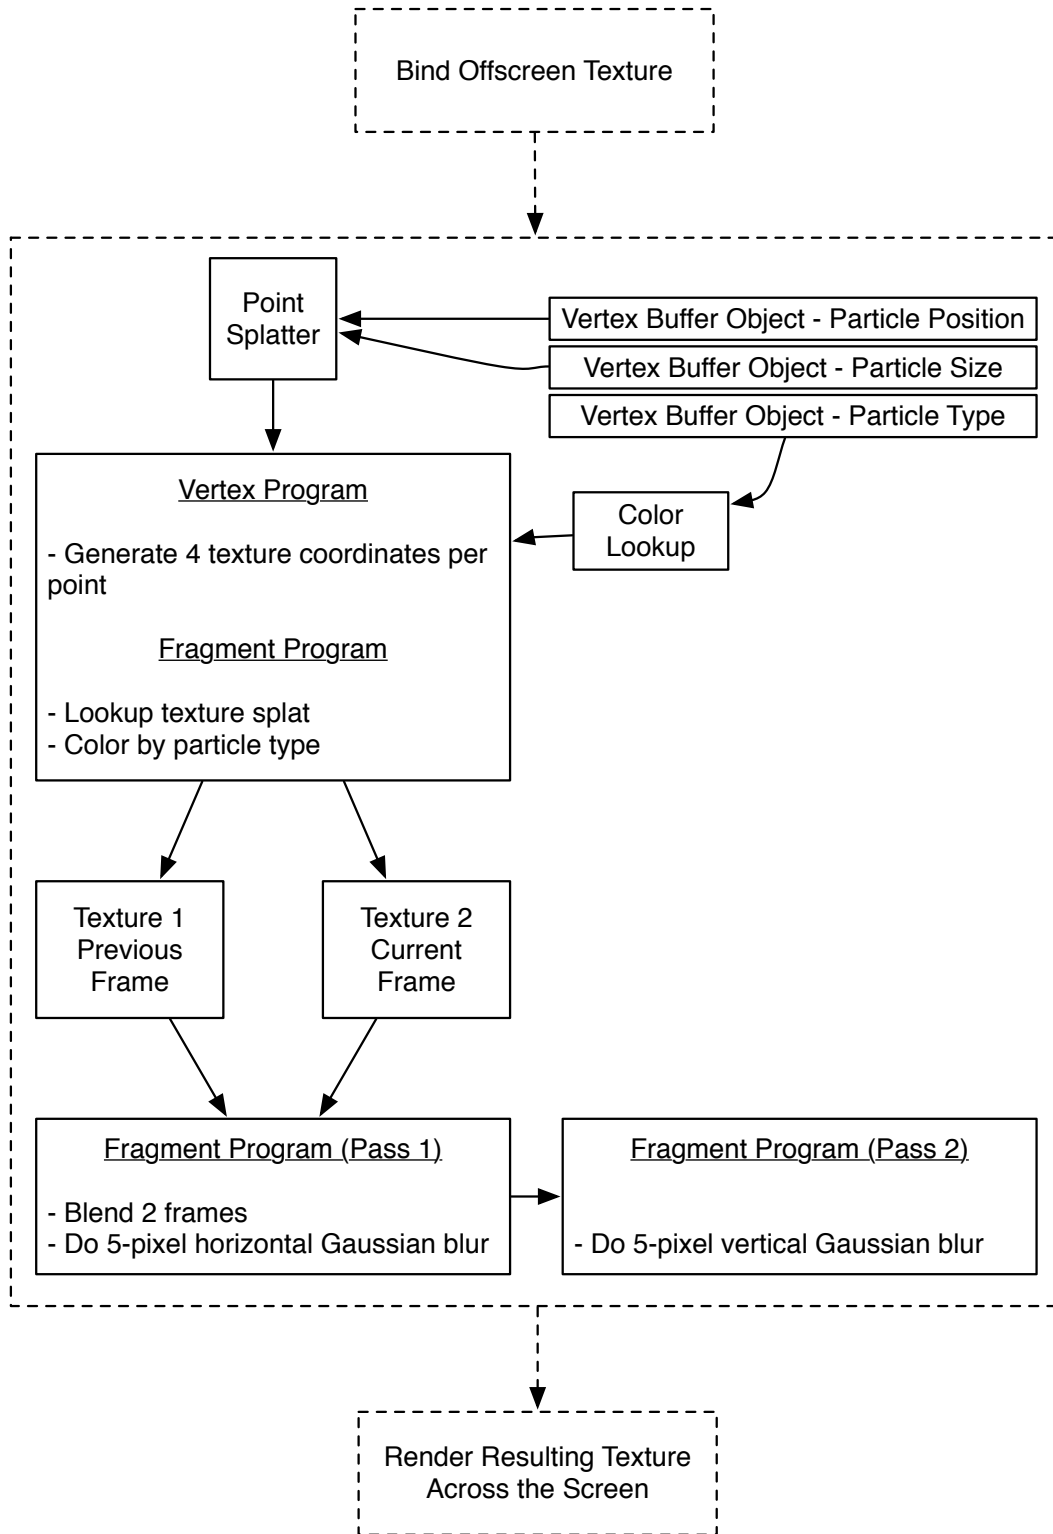 Bind Offscreen Texture
Point
Splatter
Vertex Buffer Object - Particle Position
Vertex Buffer Object - Particle Size
Vertex Buffer Object - Particle Type
Color
Lookup
Vertex Program
- Generate 4 texture coordinates per
point
Fragment Program
- Lookup texture splat
- Color by particle type
Texture 1
Previous
Frame
Texture 2
Current
Frame
Fragment Program (Pass 1)
- Blend 2 frames
- Do 5-pixel horizontal Gaussian blur
Fragment Program (Pass 2)
- Do 5-pixel vertical Gaussian blur
Render Resulting Texture
Across the Screen